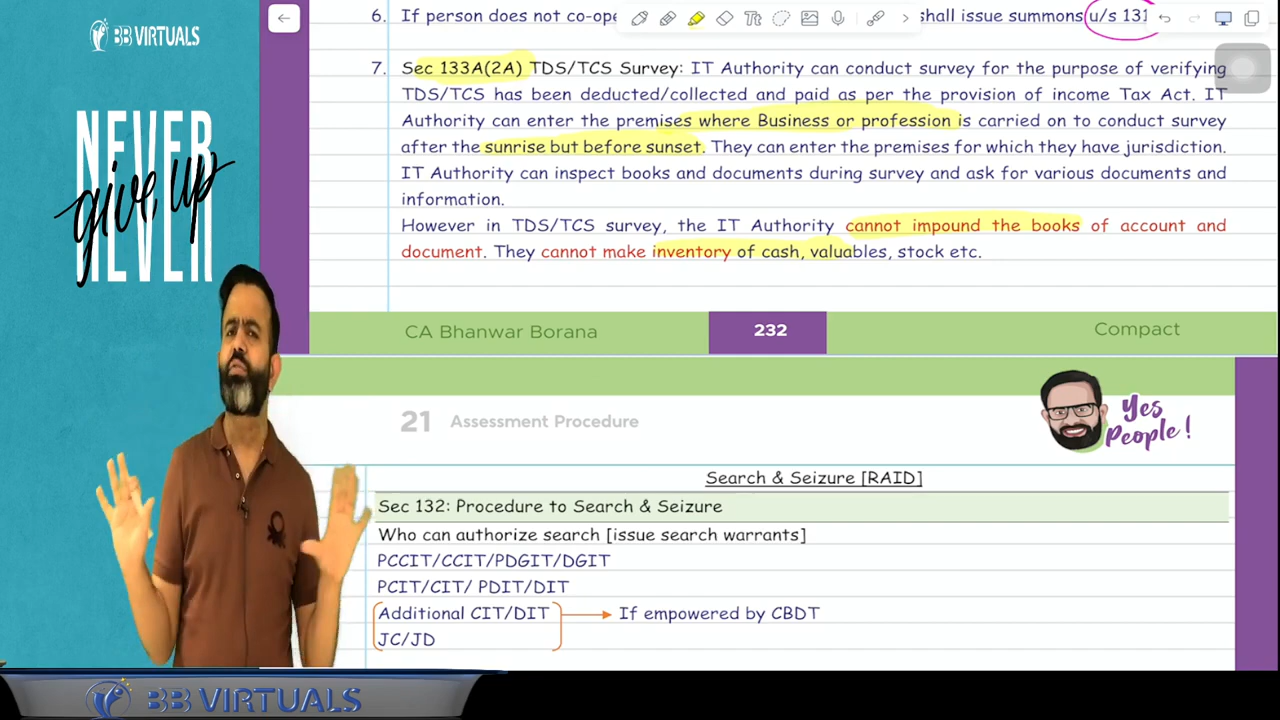 BB VIRTUALS
NEVER
give up
NEVER
6. If person does not co-ope
shall issue summons u/s 131
7. Sec 133A(2A) TDS/TCS Survey: IT Authority can conduct survey for the purpose of verifying
TDS/TCS has been deducted/collected and paid as per the provision of income Tax Act. IT
Authority can enter the premises where Business or profession is carried on to conduct survey
after the sunrise but before sunset. They can enter the premises for which they have jurisdiction.
IT Authority can inspect books and documents during survey and ask for various documents and
information.
However in TDS/TCS survey, the IT Authority cannot impound the books of account and
document. They cannot make inventory of cash, valuables, stock etc.
CA Bhanwar Borana
232
Compact
21 Assessment Procedure
Yes
People !
Search & Seizure [RAID]
Sec 132: Procedure to Search & Seizure
Who can authorize search [issue search warrants]
PCCIT/CCIT/PDGIT/DGIT
PCIT/CIT/ PDIT/DIT
Additional CIT/DIT
If empowered by CBDT
JC/JD
BB VIRTUALS